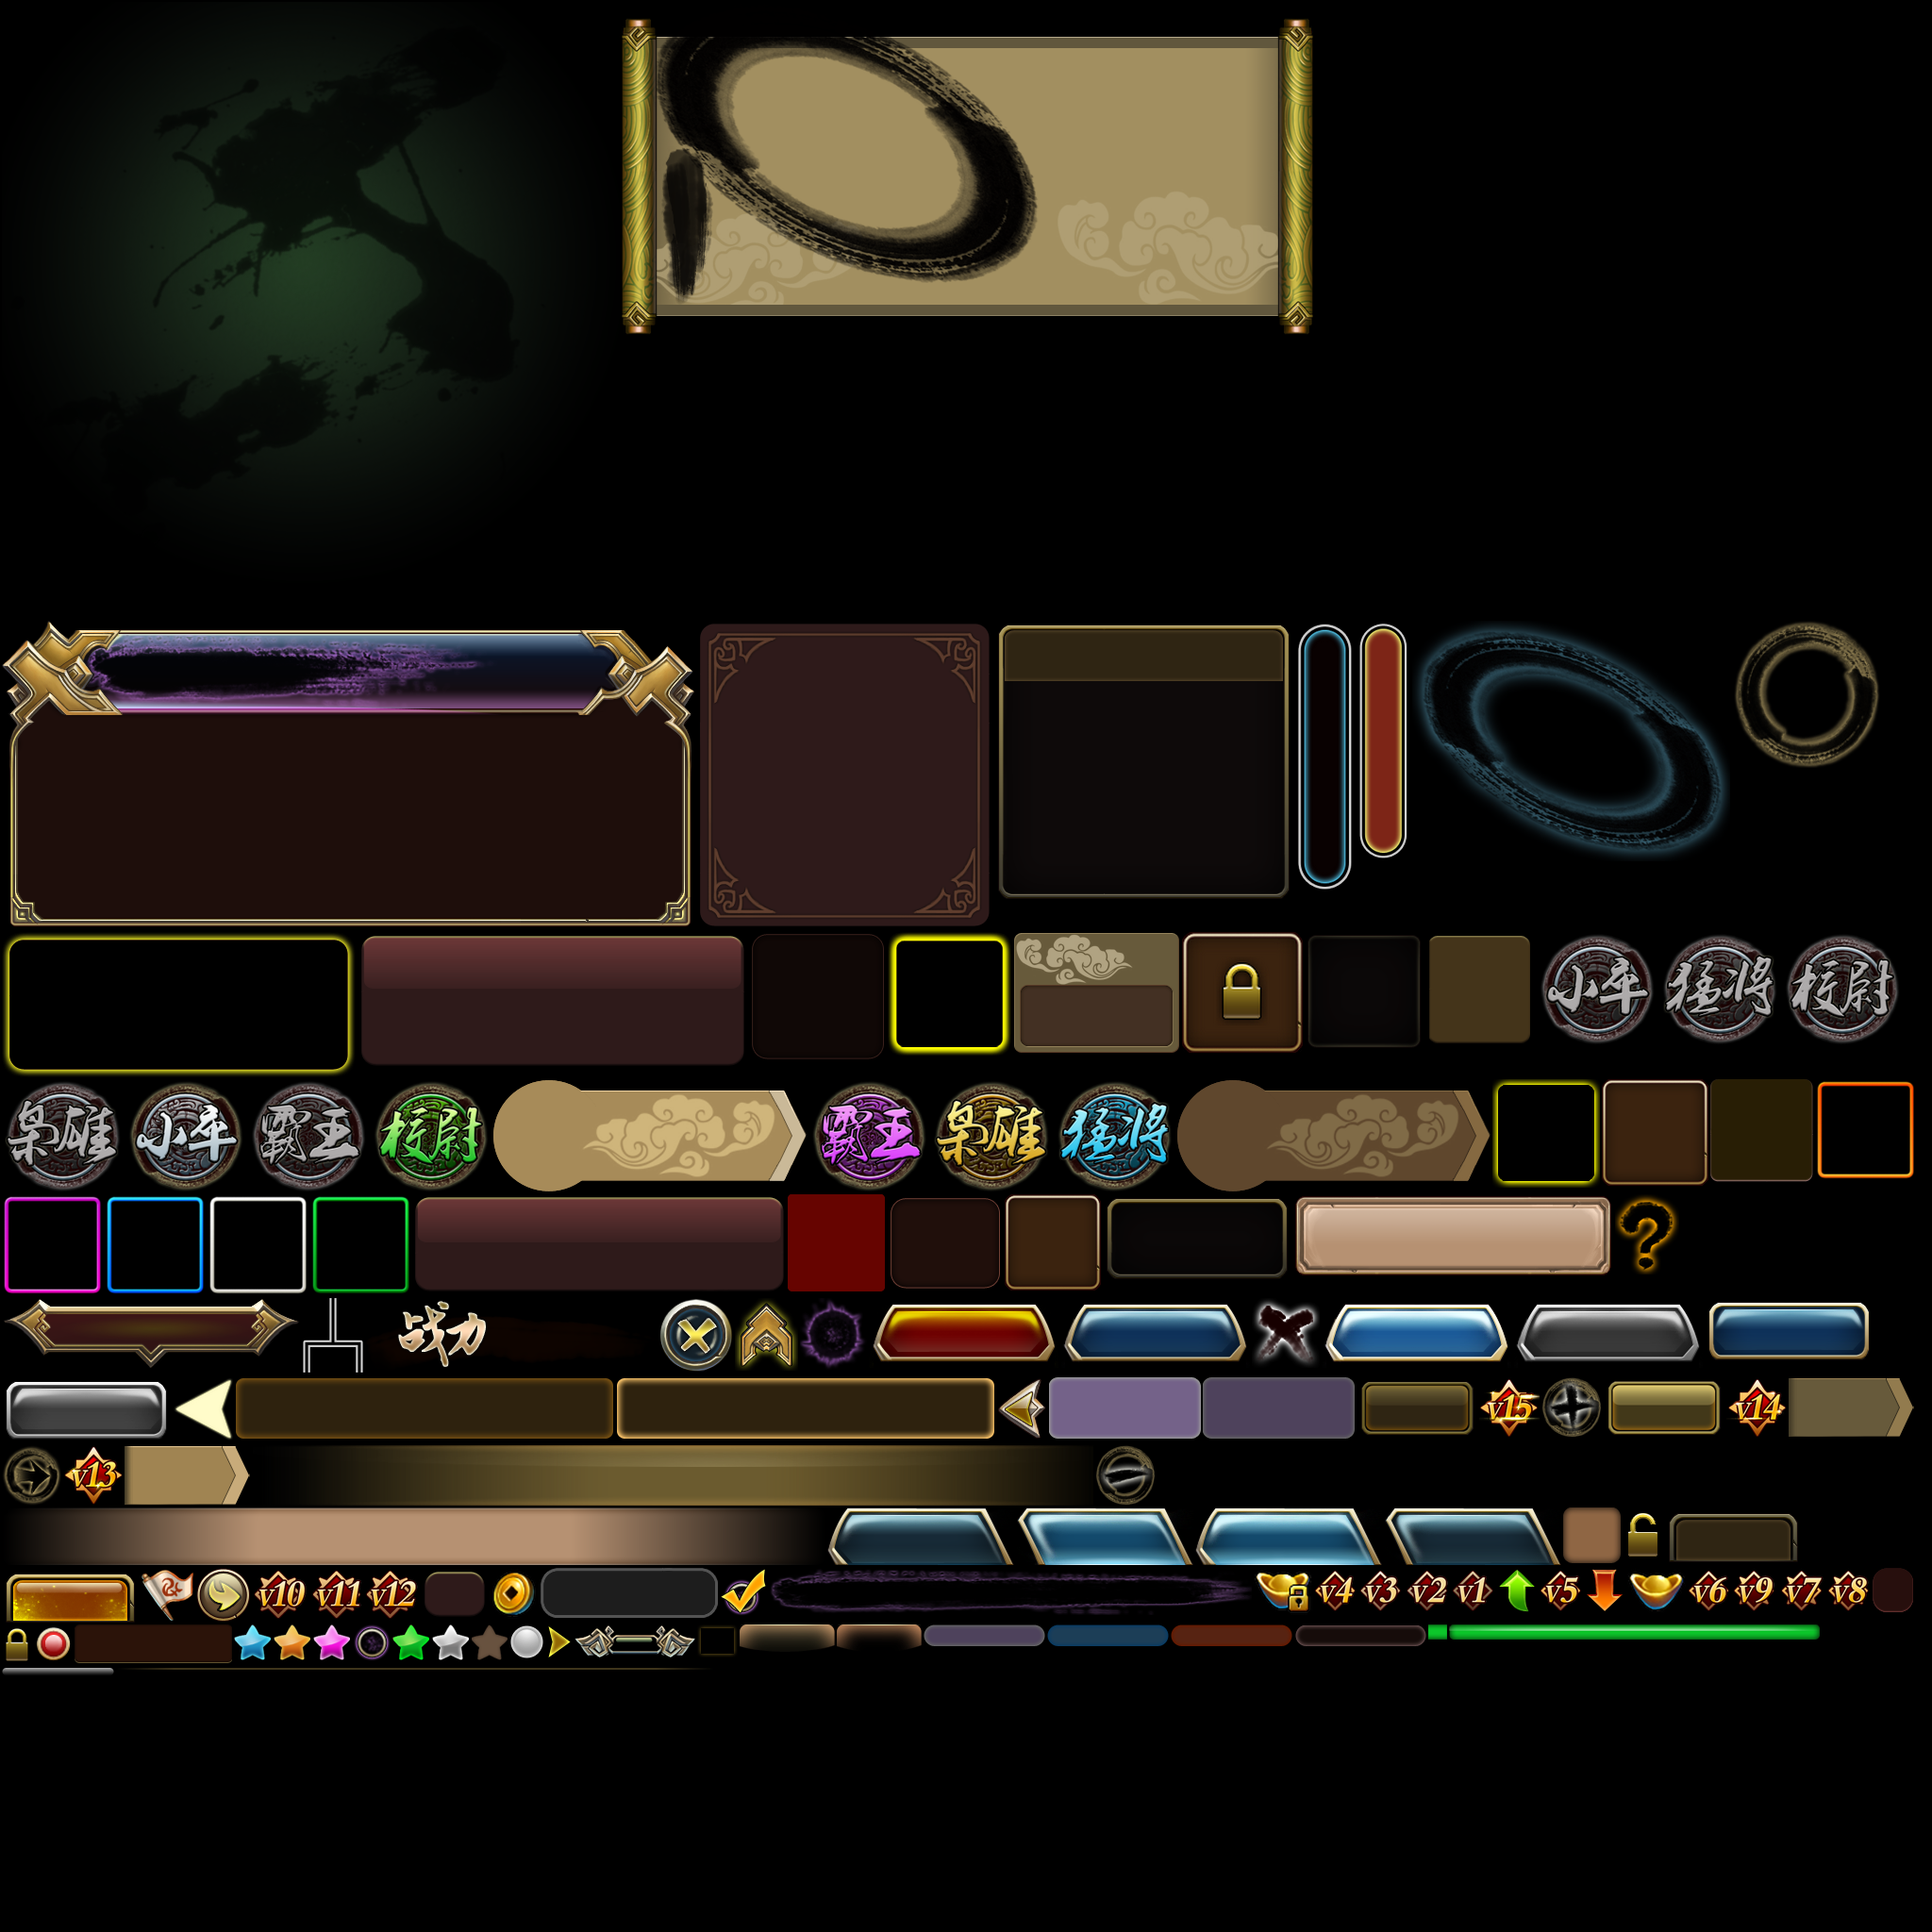 小卒 猛将 校尉
枭雄 小卒 霸王 校尉 霸王 枭雄 猛将
?
战力
v15 v14
v13
v10 v11 v12 v4 v3 v2 v1 v5 v6 v9 v7 v8